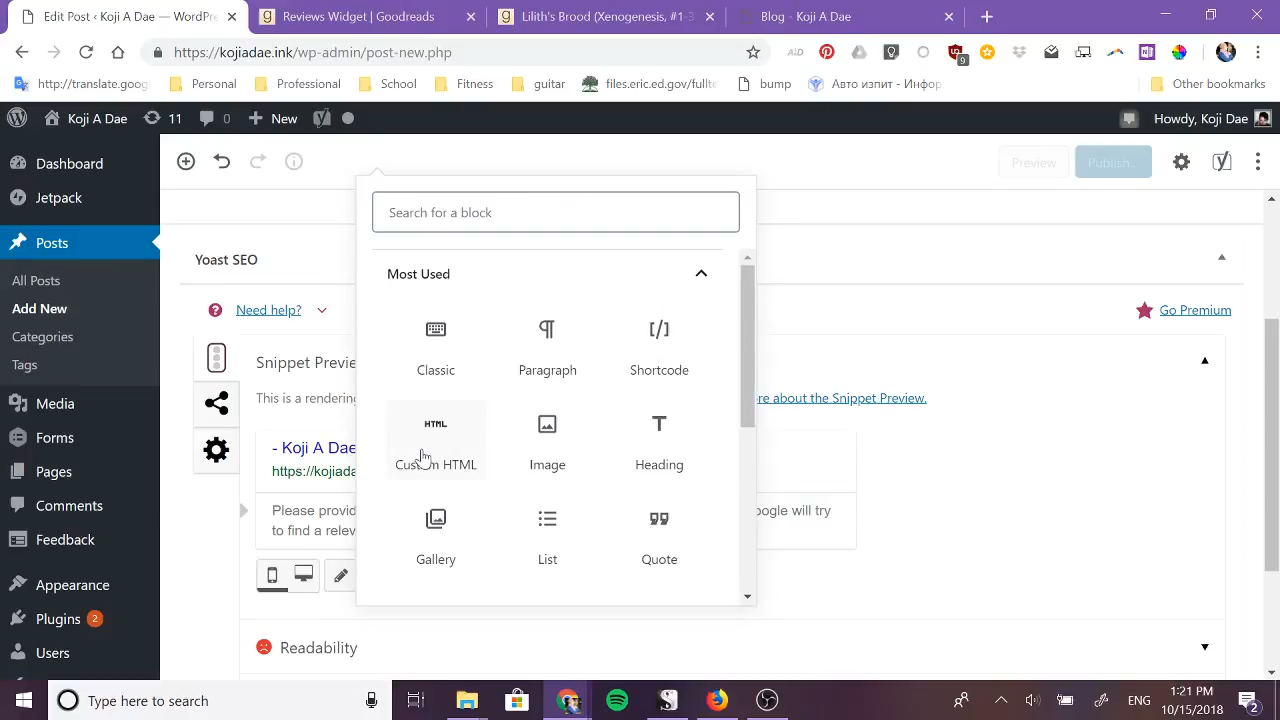 Post ‹ Koji A Dae — WordPre
Reviews Widget | Goodreads
Lilith's Brood (Xenogenesis, #1-3
Blog - Koji A Dae
https://kojiadae.ink/wp-admin/post-new.php
9
http://translate.goog
Personal
Professional
School
Fitness
guitar
files.eric.ed.gov/fullt
bump
Авто изпит - Инфор
Other bookmarks
Koji A Dae
11
0
New
Howdy, Koji Dae
Dashboard
Jetpack
Posts
All Posts
Add New
Categories
Tags
Media
Forms
Pages
Comments
Feedback
Appearance
Plugins 2
Users
Preview
Publish...
Search for a block
Most Used
Classic
Paragraph
Shortcode
HTML
Custom HTML
Image
Heading
Gallery
List
Quote
Yoast SEO
Need help?
Go Premium
Snippet Previe
This is a rendering
re about the Snippet Preview.
- Koji A Dae
https://kojiada
Please provid
oogle will try
to find a relev
Readability
Type here to search
ENG
1:21 PM
10/15/2018
2